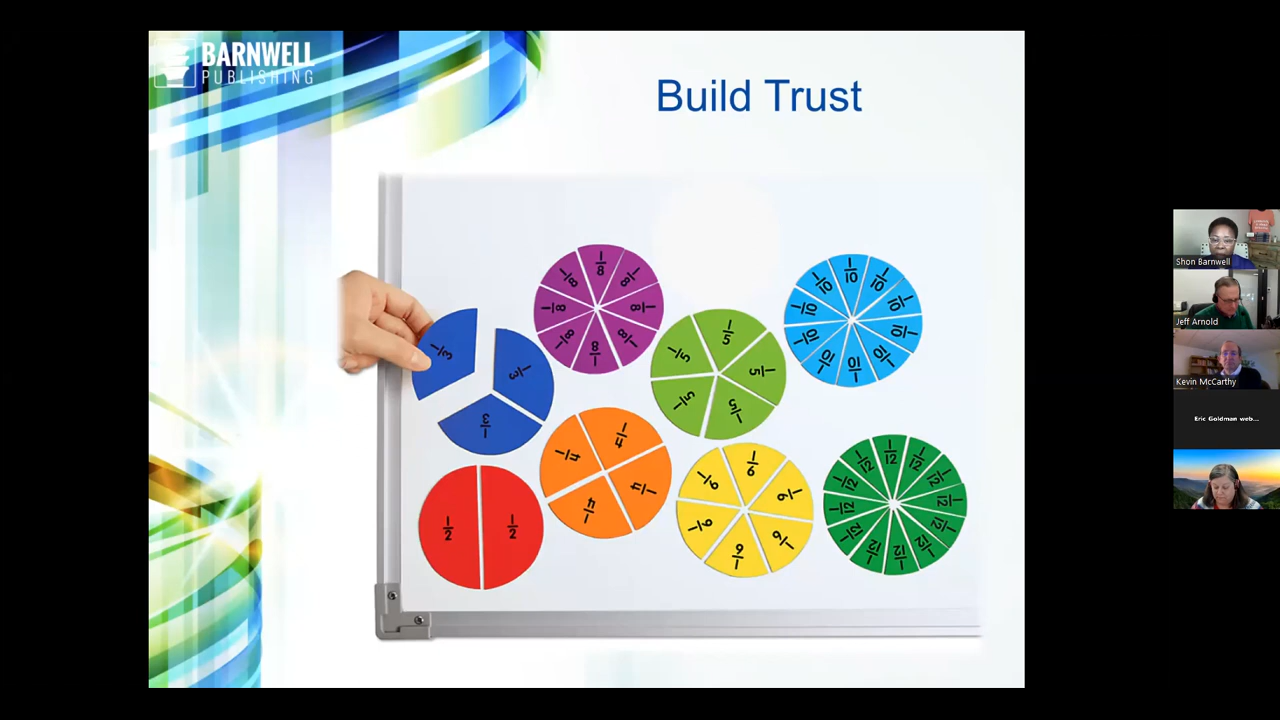 BARNWELL
PUBLISHING
Build Trust
1/8 1/8 1/8 1/8 1/8 1/8 1/8 1/8
1/10 1/10 1/10 1/10 1/10 1/10 1/10 1/10 1/10 1/10
1/3 1/3 1/3
1/5 1/5 1/5 1/5 1/5
1/4 1/4 1/4 1/4
1/2 1/2
1/6 1/6 1/6 1/6 1/6 1/6
1/12 1/12 1/12 1/12 1/12 1/12 1/12 1/12 1/12 1/12 1/12 1/12
Shon Barnwell
Jeff Arnold
Kevin McCarthy
Eric Goldman web...